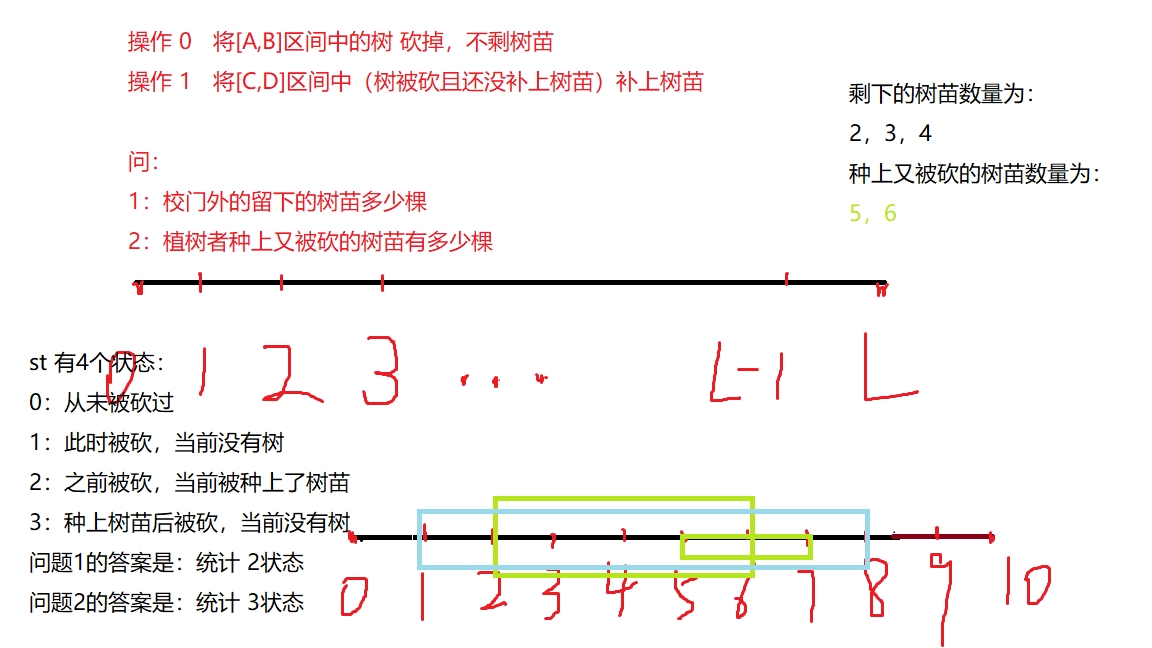 操作 0 将[A,B]区间中的树 砍掉，不剩树苗
操作 1 将[C,D]区间中（树被砍且还没补上树苗）补上树苗
剩下的树苗数量为：
2，3，4
种上又被砍的树苗数量为：
5，6
问：
1：校门外的留下的树苗多少棵
2：植树者种上又被砍的树苗有多少棵
0 1 2 3 ... L-1 L
st 有4个状态：
0：从未被砍过
1：此时被砍，当前没有树
2：之前被砍，当前被种上了树苗
3：种上树苗后被砍，当前没有树
问题1的答案是：统计 2状态
问题2的答案是：统计 3状态
0 1 2 3 4 5 6 7 8 9 10